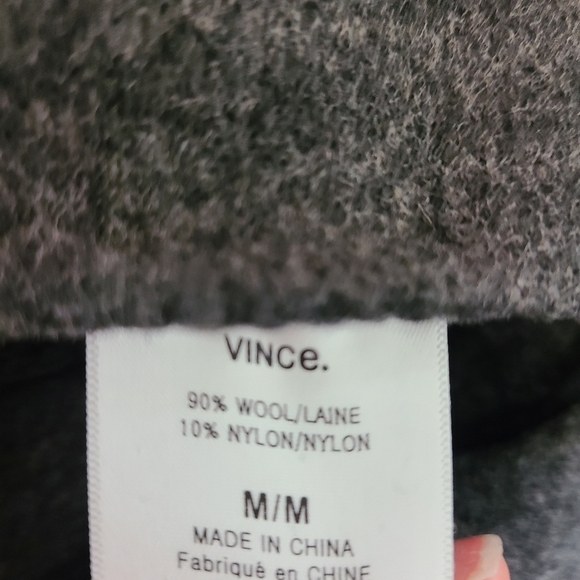 VINCe.
90% WOOL/LAINE
10% NYLON/NYLON
M/M
MADE IN CHINA
Fabriqué en CHINE